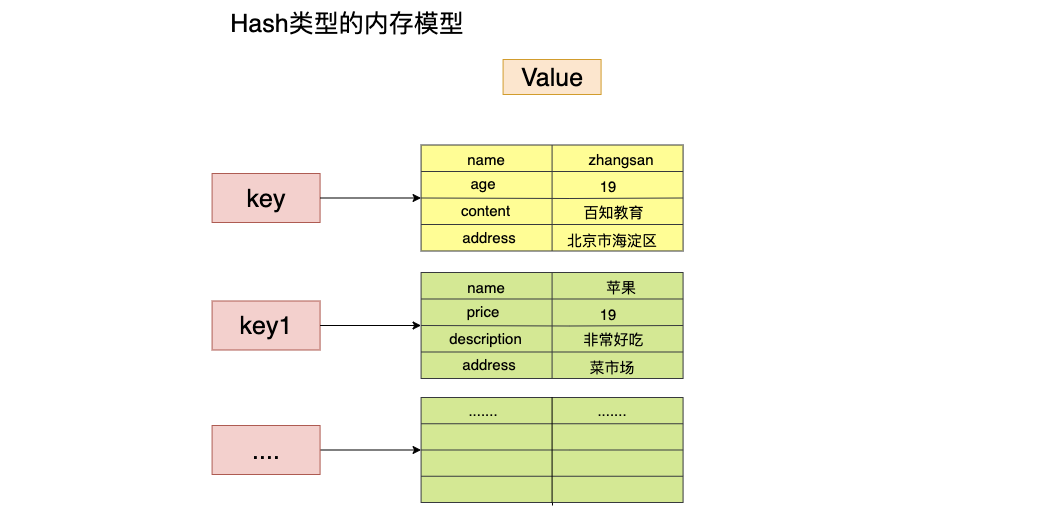 Hash类型的内存模型
Value
key
name zhangsan
age 19
content 百知教育
address 北京市海淀区
key1
name 苹果
price 19
description 非常好吃
address 菜市场
....
....... .......